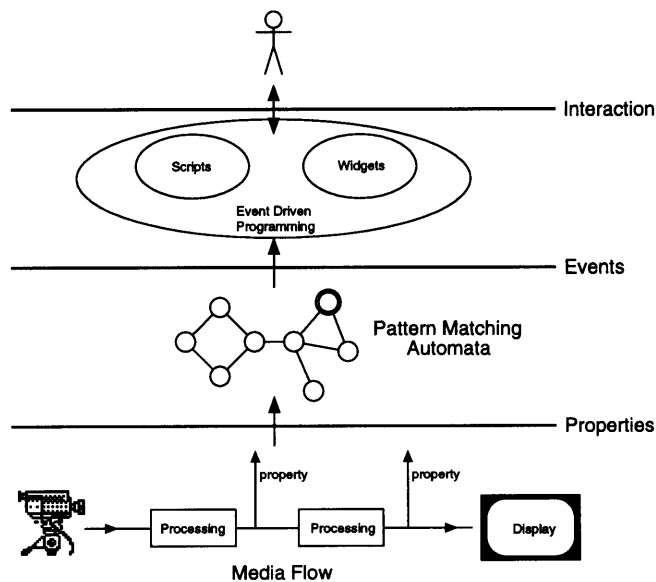 Interaction
Scripts
Widgets
Event Driven
Programming
Events
Pattern Matching
Automata
Properties
property
property
Processing
Processing
Display
Media Flow